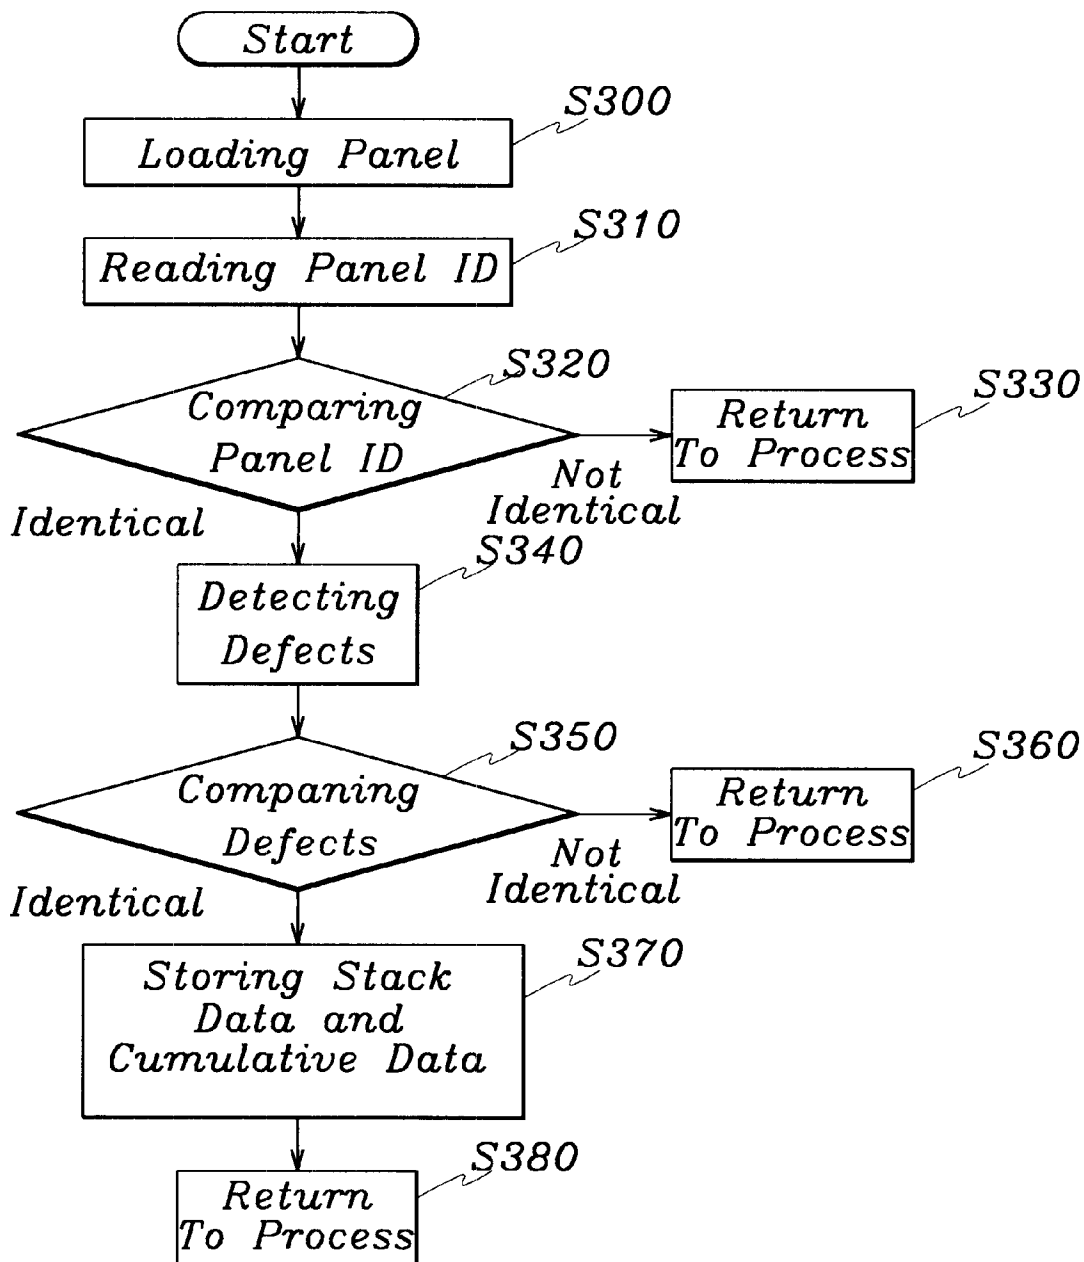 Start
S300
Loading Panel
S310
Reading Panel ID
S320
Comparing
Panel ID
S330
Return
To Process
Not
Identical
Identical
S340
Detecting
Defects
S350
Companing
Defects
S360
Return
To Process
Not
Identical
Identical
S370
Storing Stack
Data and
Cumulative Data
S380
Return
To Process